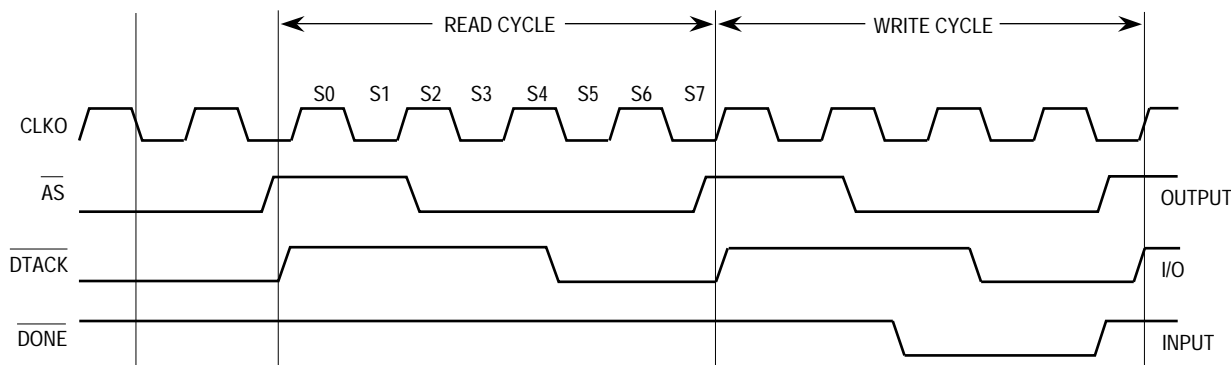 READ CYCLE WRITE CYCLE
S0 S1 S2 S3 S4 S5 S6 S7
CLKO
AS OUTPUT
DTACK I/O
DONE INPUT